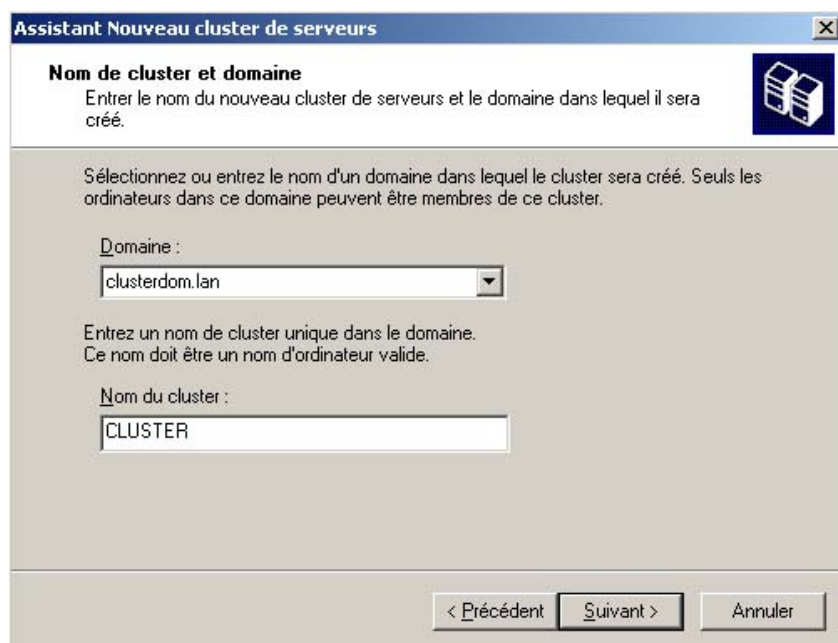 Assistant Nouveau cluster de serveurs
Nom de cluster et domaine
Entrer le nom du nouveau cluster de serveurs et le domaine dans lequel il sera
créé.
Sélectionnez ou entrez le nom d'un domaine dans lequel le cluster sera créé. Seuls les
ordinateurs dans ce domaine peuvent être membres de ce cluster.
Domaine :
clusterdom.lan
Entrez un nom de cluster unique dans le domaine.
Ce nom doit être un nom d'ordinateur valide.
Nom du cluster :
CLUSTER
< Précédent Suivant > Annuler